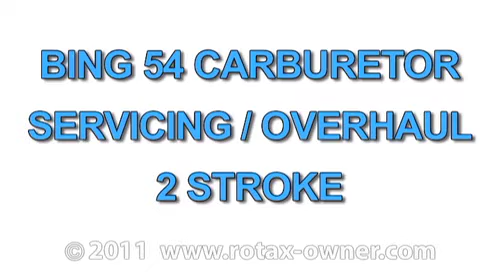 BING 54 CARBURETOR
SERVICING / OVERHAUL
2 STROKE
© 2011 www.rotax-owner.com